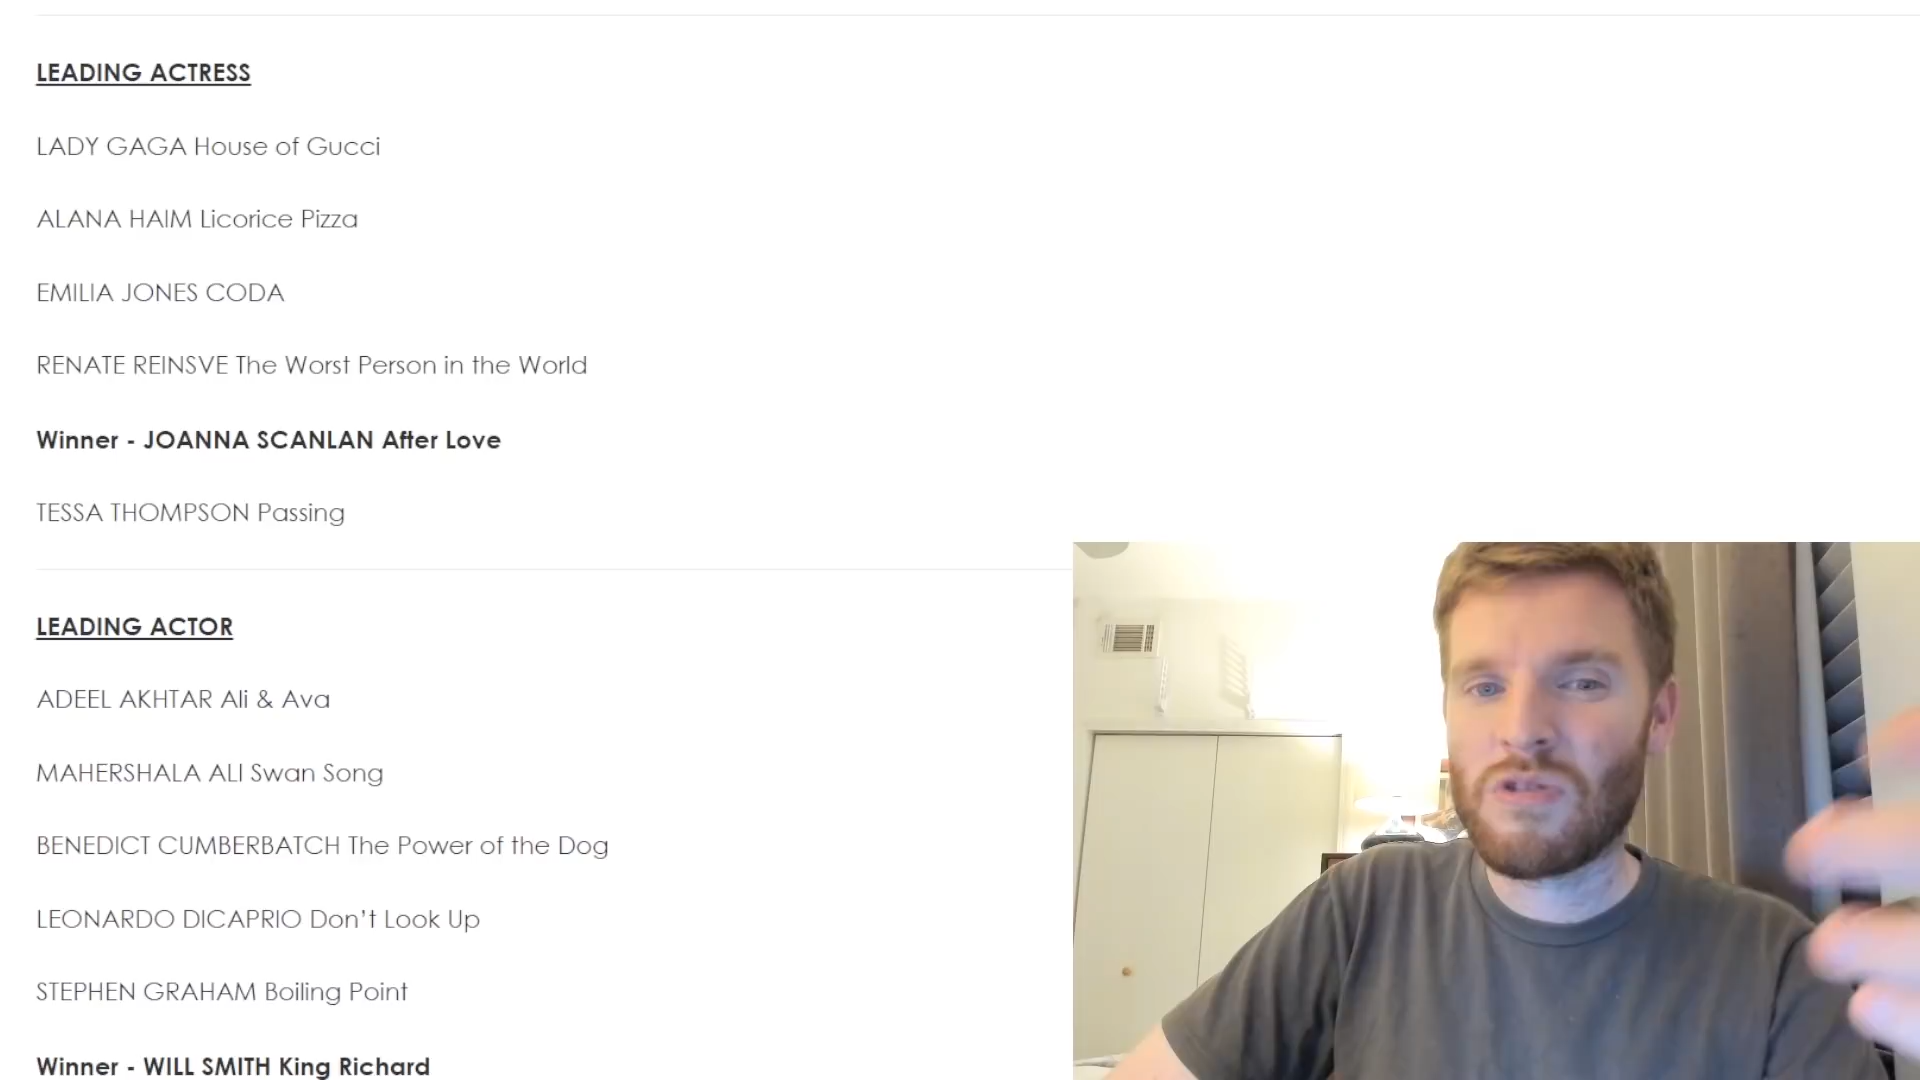 LEADING ACTRESS
LADY GAGA House of Gucci
ALANA HAIM Licorice Pizza
EMILIA JONES CODA
RENATE REINSVE The Worst Person in the World
Winner - JOANNA SCANLAN After Love
TESSA THOMPSON Passing
LEADING ACTOR
ADEEL AKHTAR Ali & Ava
MAHERSHALA ALI Swan Song
BENEDICT CUMBERBATCH The Power of the Dog
LEONARDO DICAPRIO Don’t Look Up
STEPHEN GRAHAM Boiling Point
Winner - WILL SMITH King Richard